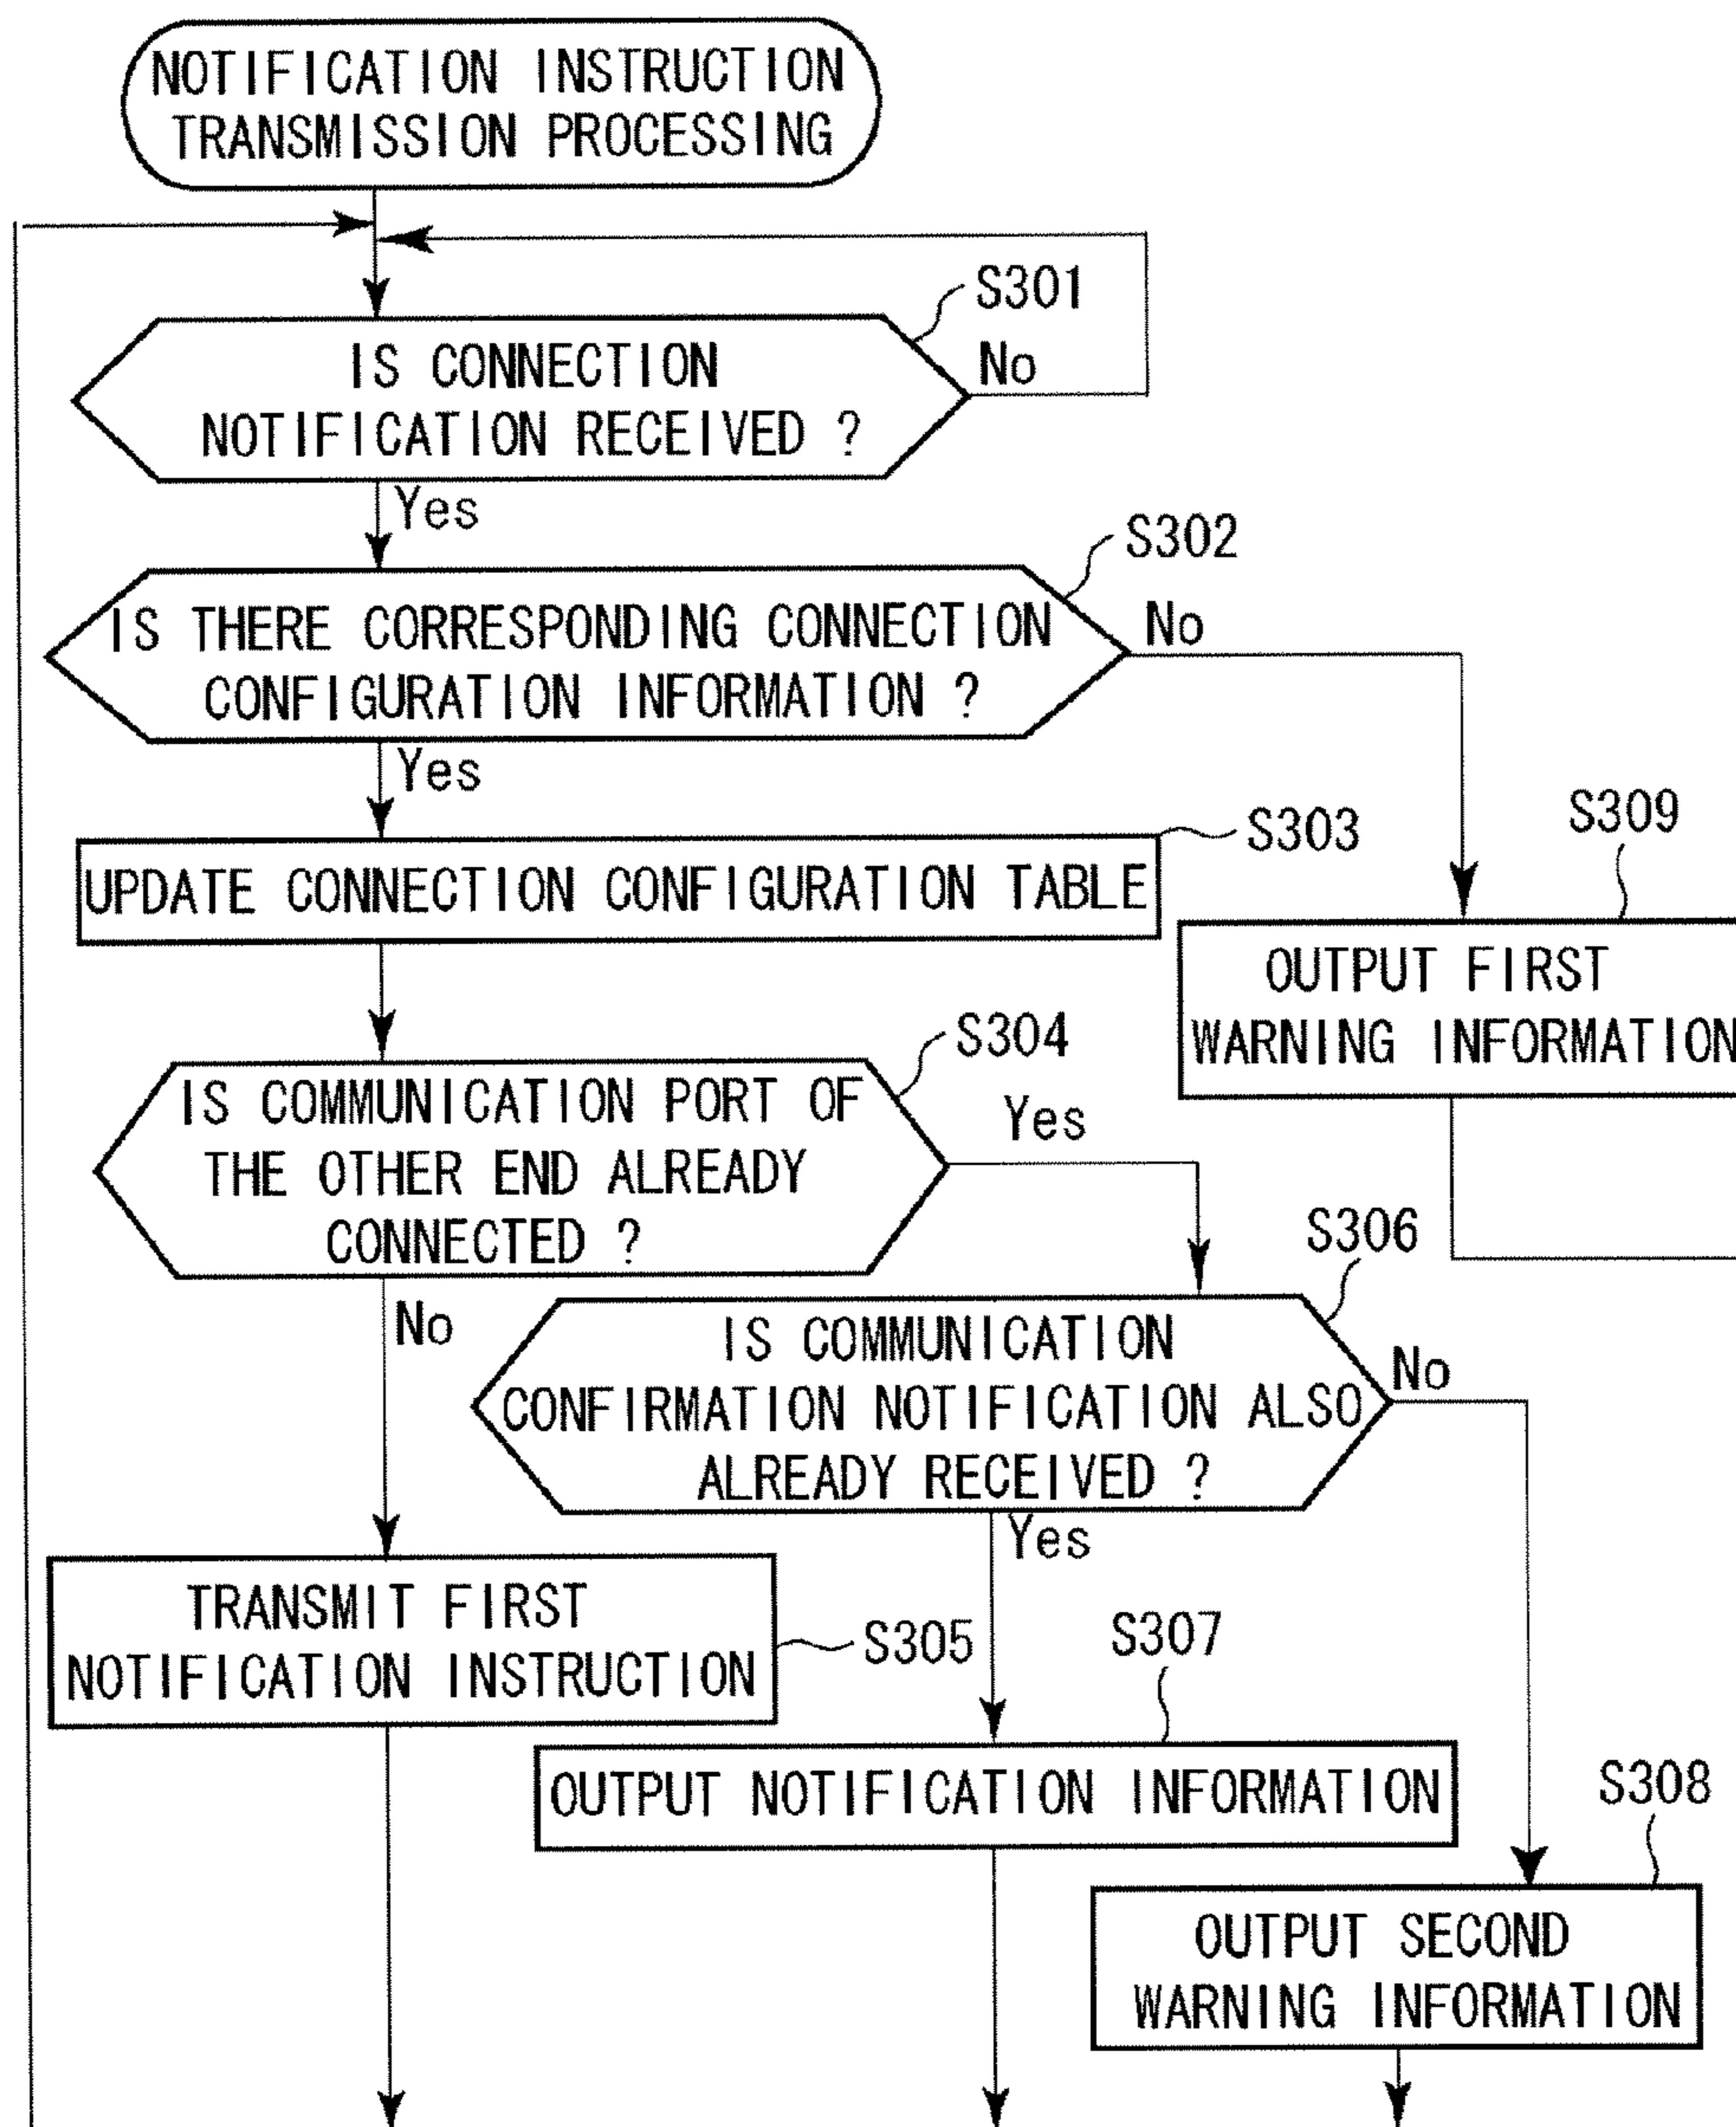 NOTIFICATION INSTRUCTION
TRANSMISSION PROCESSING
S301
IS CONNECTION
NOTIFICATION RECEIVED ?
No
Yes
S302
IS THERE CORRESPONDING CONNECTION
CONFIGURATION INFORMATION ?
No
Yes
S303
UPDATE CONNECTION CONFIGURATION TABLE
S309
OUTPUT FIRST
WARNING INFORMATION
S304
IS COMMUNICATION PORT OF
THE OTHER END ALREADY
CONNECTED ?
Yes
No
S306
IS COMMUNICATION
CONFIRMATION NOTIFICATION ALSO
ALREADY RECEIVED ?
No
Yes
TRANSMIT FIRST
NOTIFICATION INSTRUCTION
S305
S307
OUTPUT NOTIFICATION INFORMATION
S308
OUTPUT SECOND
WARNING INFORMATION